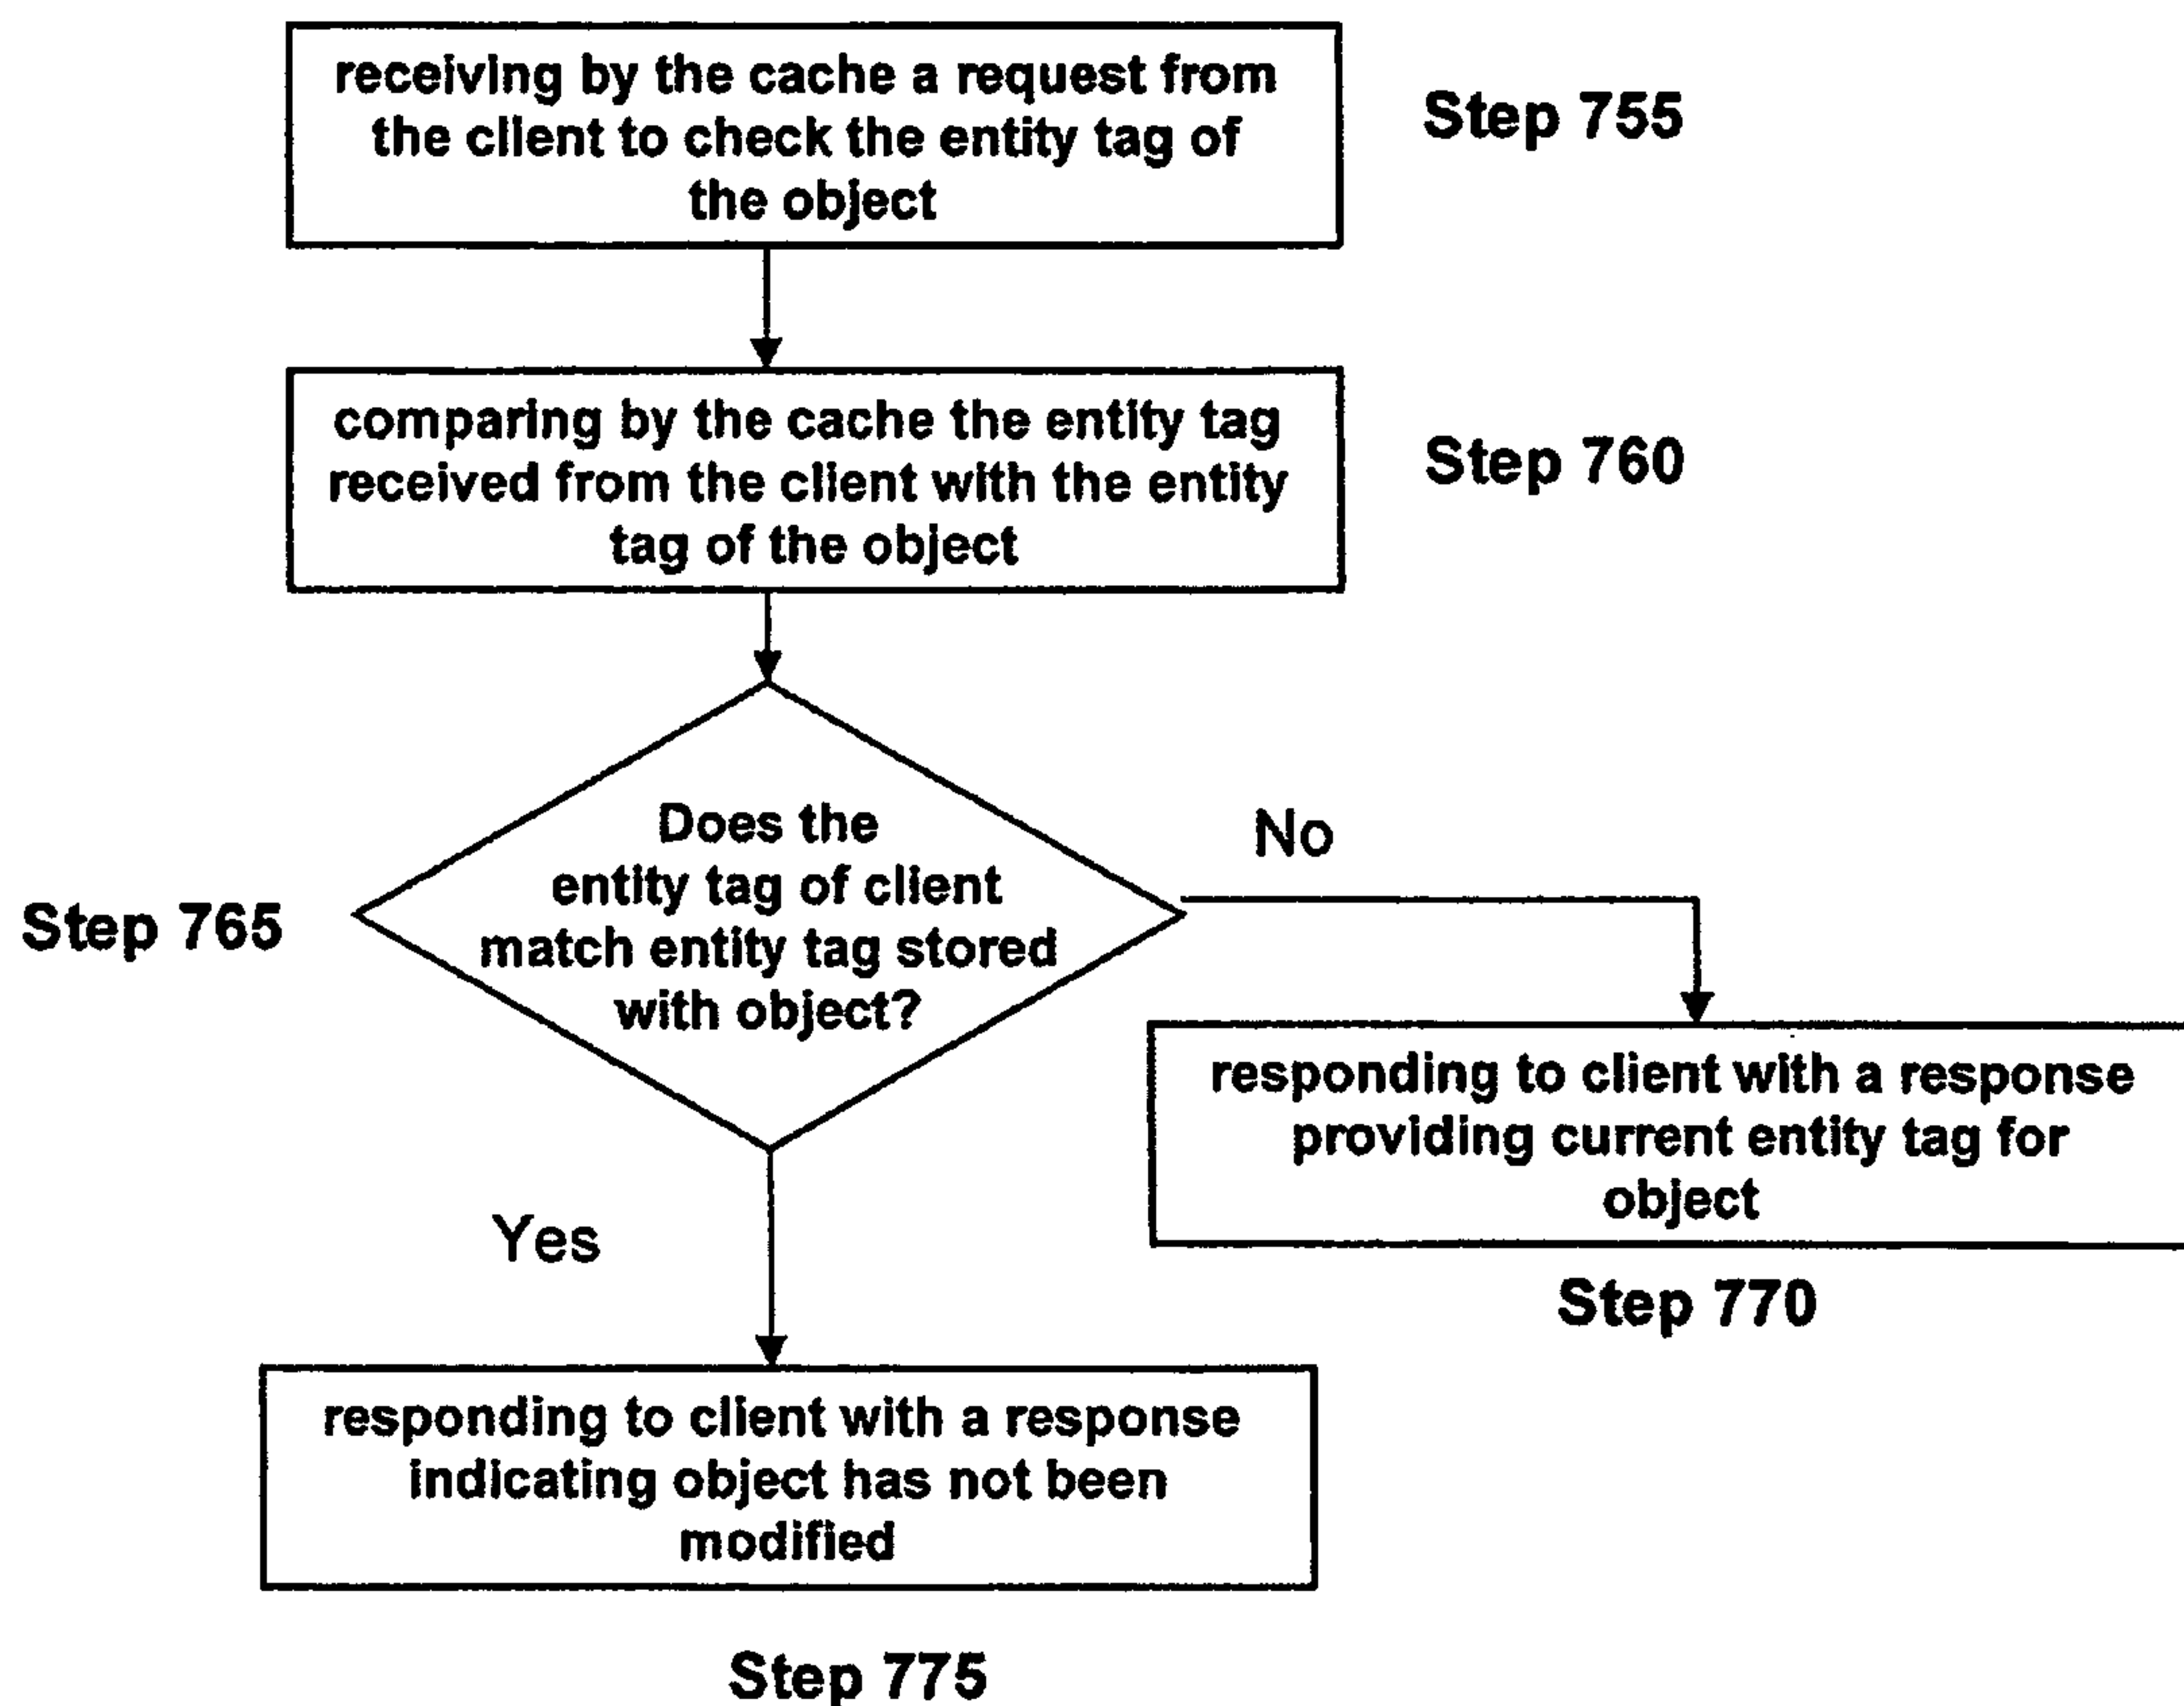 receiving by the cache a request from
the client to check the entity tag of
the object
Step 755
comparing by the cache the entity tag
received from the client with the entity
tag of the object
Step 760
Does the
entity tag of client
match entity tag stored
with object?
Step 765
No
responding to client with a response
providing current entity tag for
object
Step 770
Yes
responding to client with a response
indicating object has not been
modified
Step 775